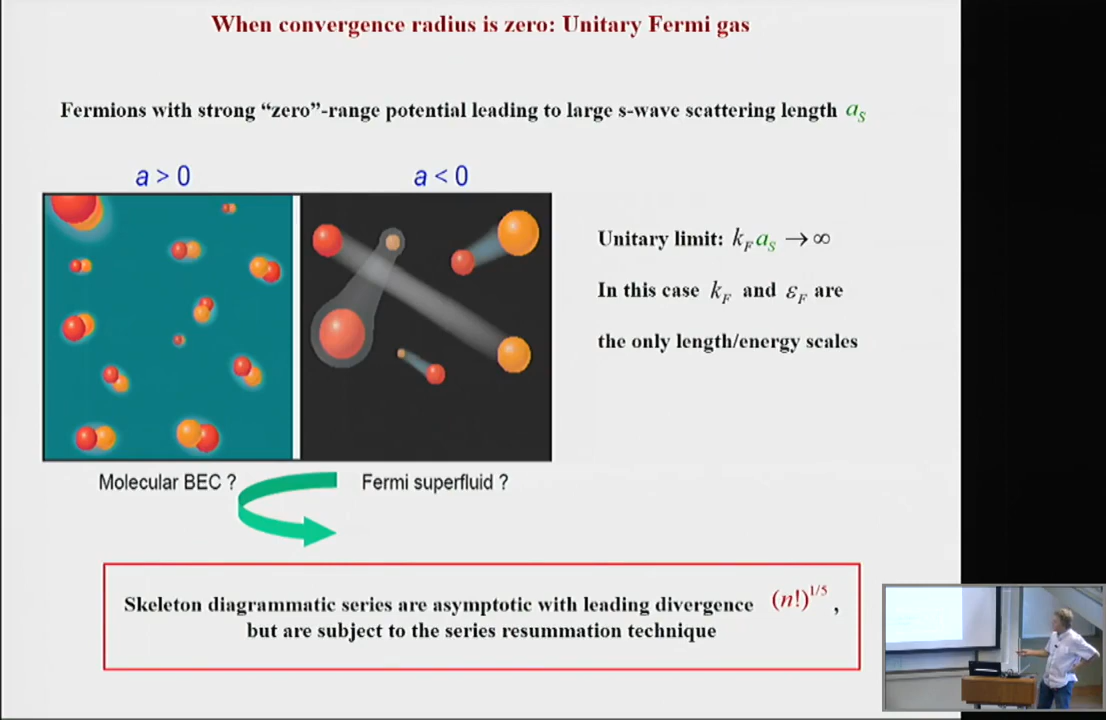 When convergence radius is zero: Unitary Fermi gas
Fermions with strong “zero”-range potential leading to large s-wave scattering length a_S
a > 0
a < 0
Unitary limit: k_F a_S → ∞
In this case k_F and ε_F are
the only length/energy scales
Molecular BEC ?
Fermi superfluid ?
Skeleton diagrammatic series are asymptotic with leading divergence (n!)^{1/5} ,
but are subject to the series resummation technique